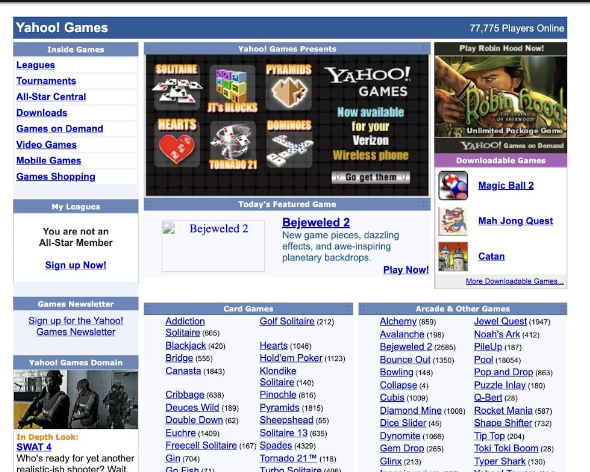 Yahoo! Games
77,775 Players Online
Inside Games
Leagues
Tournaments
All-Star Central
Downloads
Games on Demand
Video Games
Mobile Games
Games Shopping
My Leagues
You are not an
All-Star Member
Sign up Now!
Games Newsletter
Sign up for the Yahoo!
Games Newsletter
Yahoo! Games Domain
In Depth Look:
SWAT 4
Who's ready for yet another
realistic-ish shooter? Wait,
Yahoo! Games Presents
SOLITAIRE
JT's BLOCKS
PYRAMIDS
HEARTS
TORNADO 21
DOMINOES
YAHOO!
GAMES
Now available
for your
Verizon
Wireless phone
Go get them
Today's Featured Game
Bejeweled 2
Bejeweled 2
New game pieces, dazzling
effects, and awe-inspiring
planetary backdrops.
Play Now!
Play Robin Hood Now!
Robin Hood
THE LEGEND OF SHERWOOD
Unlimited Package Game
YAHOO! Games on Demand
Downloadable Games
Magic Ball 2
Mah Jong Quest
Catan
More Downloadable Games...
Card Games
Addiction
Solitaire (665)
Golf Solitaire (212)
Blackjack (420)
Hearts (1046)
Bridge (555)
Hold'em Poker (1123)
Canasta (1843)
Klondike
Solitaire (140)
Cribbage (638)
Pinochle (816)
Deuces Wild (189)
Pyramids (1815)
Double Down (62)
Sheepshead (55)
Euchre (1409)
Solitaire 13 (635)
Freecell Solitaire (167)
Spades (4329)
Gin (704)
Tornado 21™ (118)
Go Fish (71)
Turbo Solitaire
Arcade & Other Games
Alchemy (859)
Jewel Quest (1947)
Avalanche (198)
Noah's Ark (412)
Bejeweled 2 (2585)
PileUp (187)
Bounce Out (1350)
Pool (18054)
Bowling (148)
Pop and Drop (863)
Collapse (4)
Puzzle Inlay (180)
Cubis (1009)
Q-Bert (28)
Diamond Mine (1008)
Rocket Mania (587)
Dice Slider (45)
Shape Shifter (732)
Dynomite (1066)
Tip Top (204)
Gem Drop (265)
Toki Toki Boom (28)
Glinx (213)
Typer Shark (130)